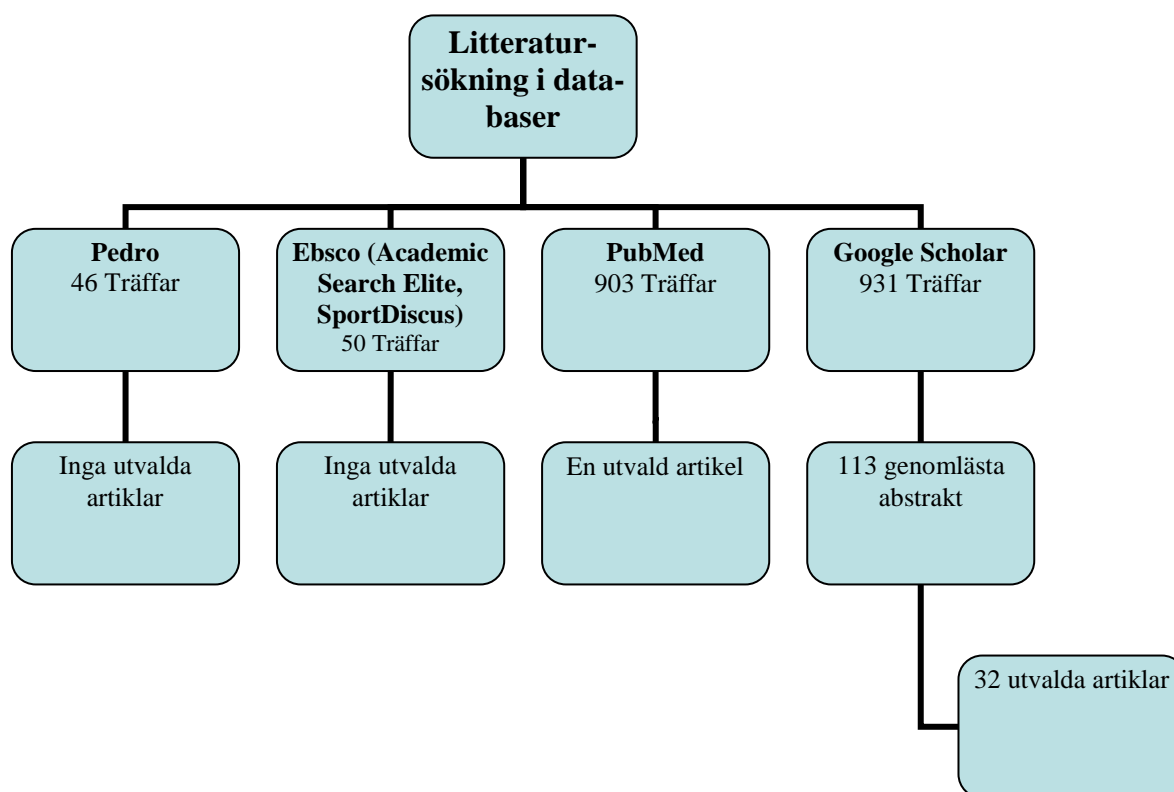 Litteratur-
sökning i data-
baser
Pedro
46 Träffar
Ebsco (Academic
Search Elite,
SportDiscus)
50 Träffar
PubMed
903 Träffar
Google Scholar
931 Träffar
Inga utvalda
artiklar
Inga utvalda
artiklar
En utvald artikel
113 genomlästa
abstrakt
32 utvalda artiklar